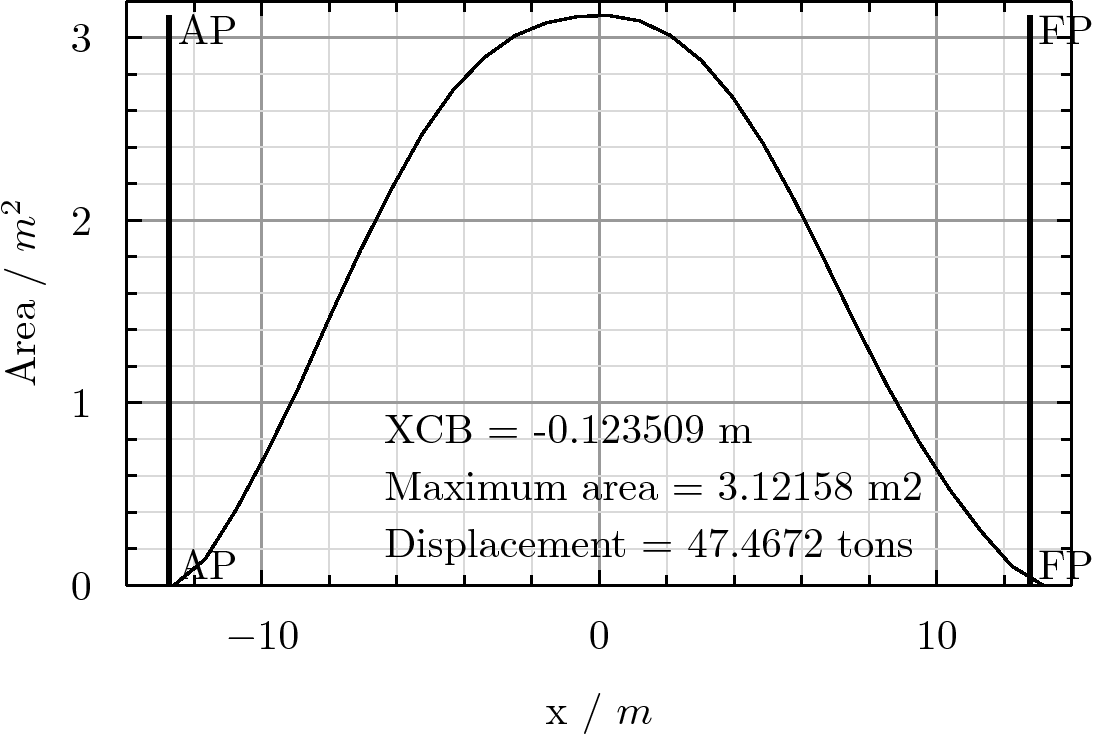 AP
FP
3
2
1
0
Area / m²
XCB = -0.123509 m
Maximum area = 3.12158 m2
Displacement = 47.4672 tons
AP
FP
−10
0
10
x / m